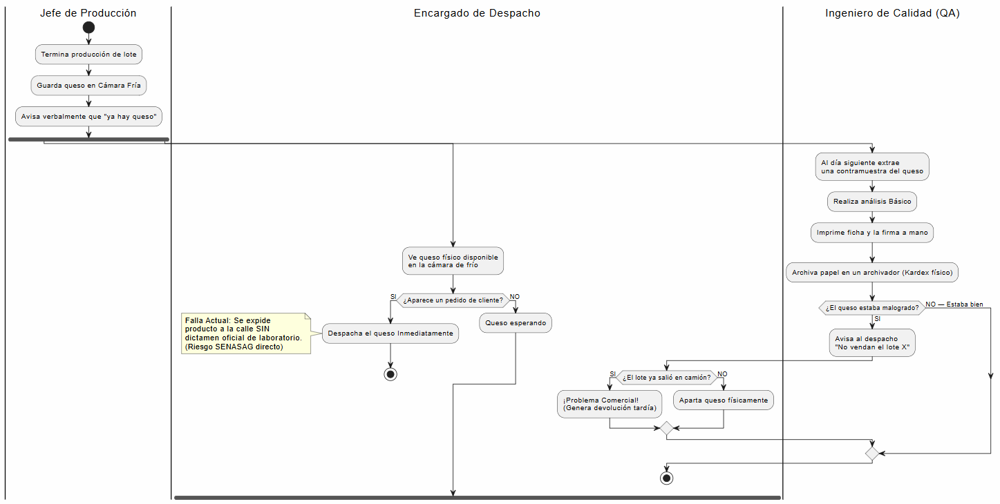 Jefe de Producción
Encargado de Despacho
Ingeniero de Calidad (QA)
Termina producción de lote
Guarda queso en Cámara Fría
Avisa verbalmente que "ya hay queso"
Al día siguiente extrae
una contramuestra del queso
Realiza análisis Básico
Imprime ficha y la firma a mano
Archiva papel en un archivador (Kardex físico)
¿El queso estaba malogrado?
NO — Estaba bien
SI
Avisa al despacho
"No vendan el lote X"
Ve queso físico disponible
en la cámara de frío
¿Aparece un pedido de cliente?
SI
NO
Falla Actual: Se expide
producto a la calle SIN
dictamen oficial de laboratorio.
(Riesgo SENASAG directo)
Despacha el queso Inmediatamente
Queso esperando
¿El lote ya salió en camión?
SI
NO
¡Problema Comercial!
(Genera devolución tardía)
Aparta queso físicamente